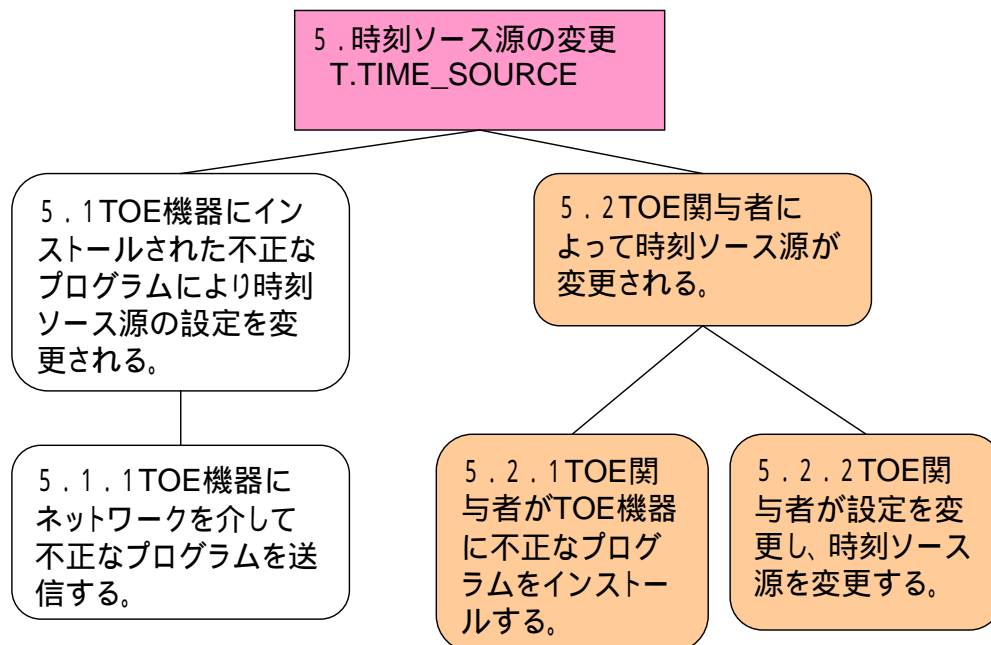 5．時刻ソース源の変更
T.TIME_SOURCE
5．1TOE機器にイン
ストールされた不正な
プログラムにより時刻
ソース源の設定を変
更される。
5．2TOE関与者に
よって時刻ソース源が
変更される。
5．1．1TOE機器に
ネットワークを介して
不正なプログラムを送
信する。
5．2．1TOE関
与者がTOE機器
に不正なプログ
ラムをインストー
ルする。
5．2．2TOE関
与者が設定を変
更し、時刻ソース
源を変更する。